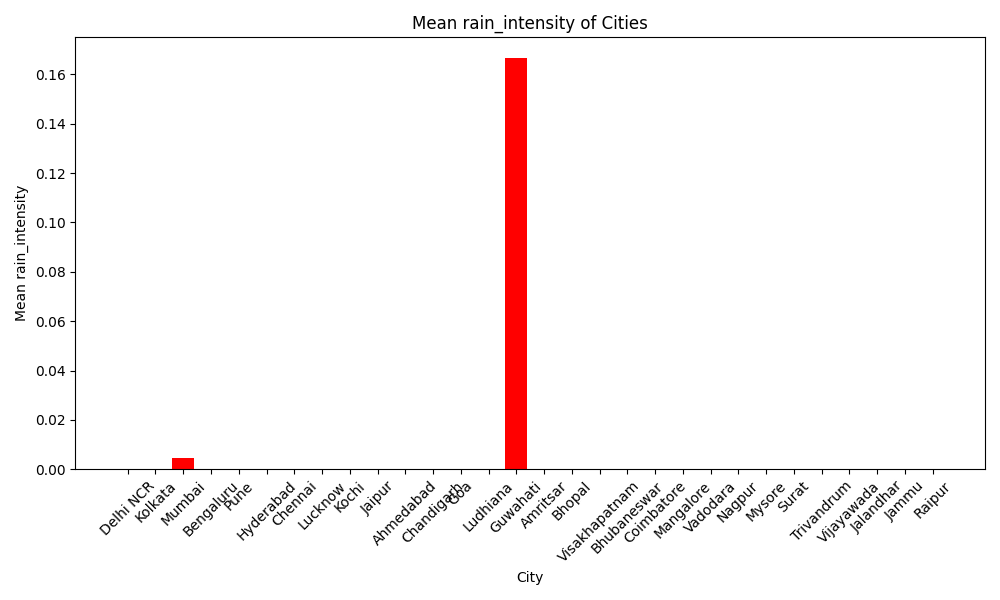 Mean rain_intensity of Cities
Mean rain_intensity
0.16
0.14
0.12
0.10
0.08
0.06
0.04
0.02
0.00
Delhi NCR
Kolkata
Mumbai
Bengaluru
Pune
Hyderabad
Chennai
Lucknow
Kochi
Jaipur
Ahmedabad
Chandigarh
Goa
Ludhiana
Guwahati
Amritsar
Bhopal
Visakhapatnam
Bhubaneswar
Coimbatore
Mangalore
Vadodara
Nagpur
Mysore
Surat
Trivandrum
Vijayawada
Jalandhar
Jammu
Raipur
City